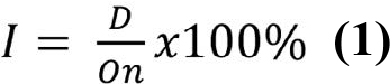 I = D/On x100% (1)